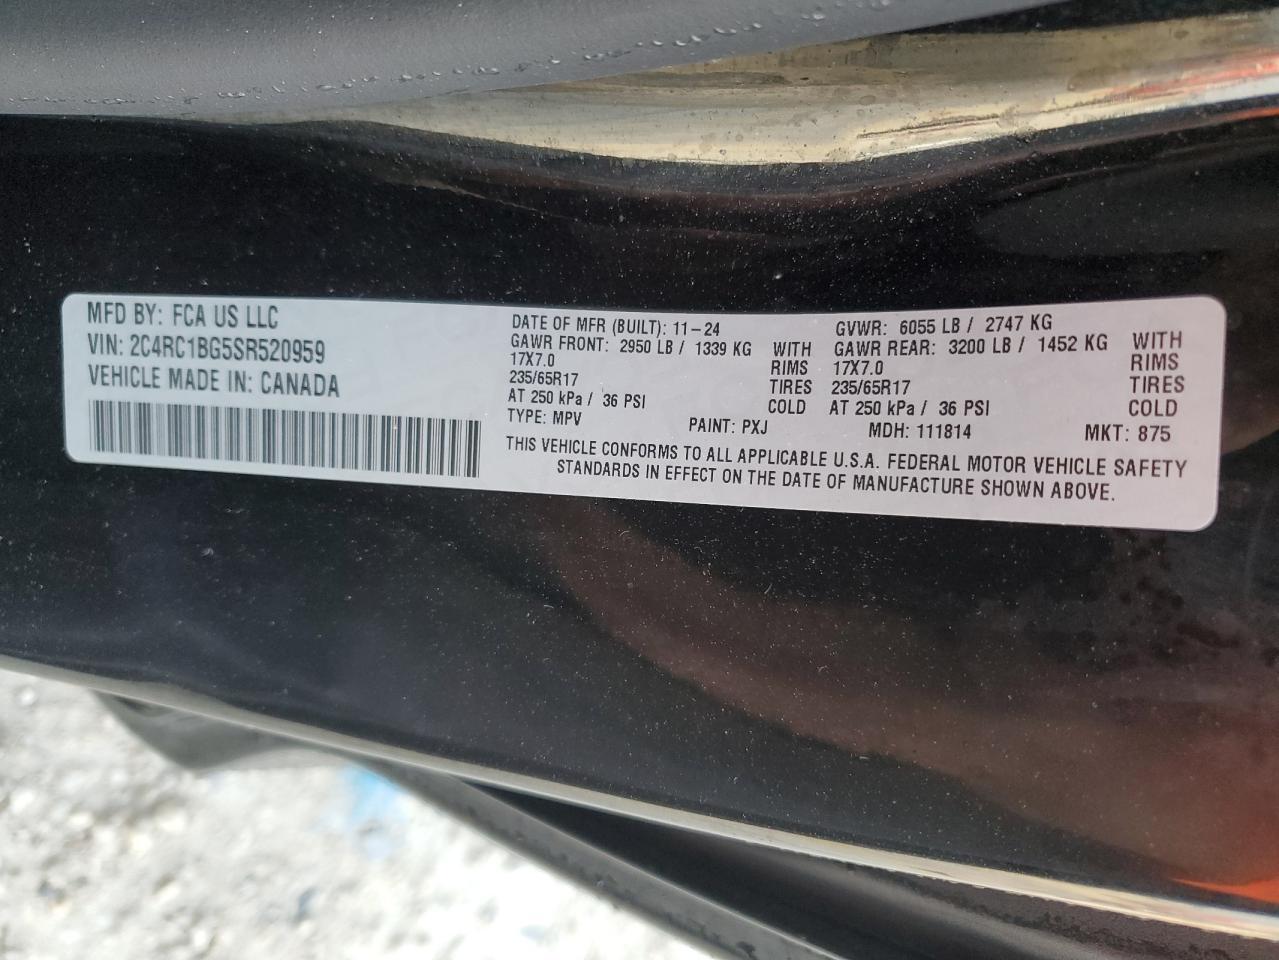 MFD BY: FCA US LLC
VIN: 2C4RC1BG5SR520959
VEHICLE MADE IN: CANADA
DATE OF MFR (BUILT): 11-24 GVWR: 6055 LB / 2747 KG
GAWR FRONT: 2950 LB / 1339 KG WITH GAWR REAR: 3200 LB / 1452 KG WITH
17X7.0 RIMS 17X7.0 RIMS
235/65R17 TIRES 235/65R17 TIRES
AT 250 kPa / 36 PSI COLD AT 250 kPa / 36 PSI COLD
TYPE: MPV PAINT: PXJ MDH: 111814 MKT: 875
THIS VEHICLE CONFORMS TO ALL APPLICABLE U.S.A. FEDERAL MOTOR VEHICLE SAFETY
STANDARDS IN EFFECT ON THE DATE OF MANUFACTURE SHOWN ABOVE.